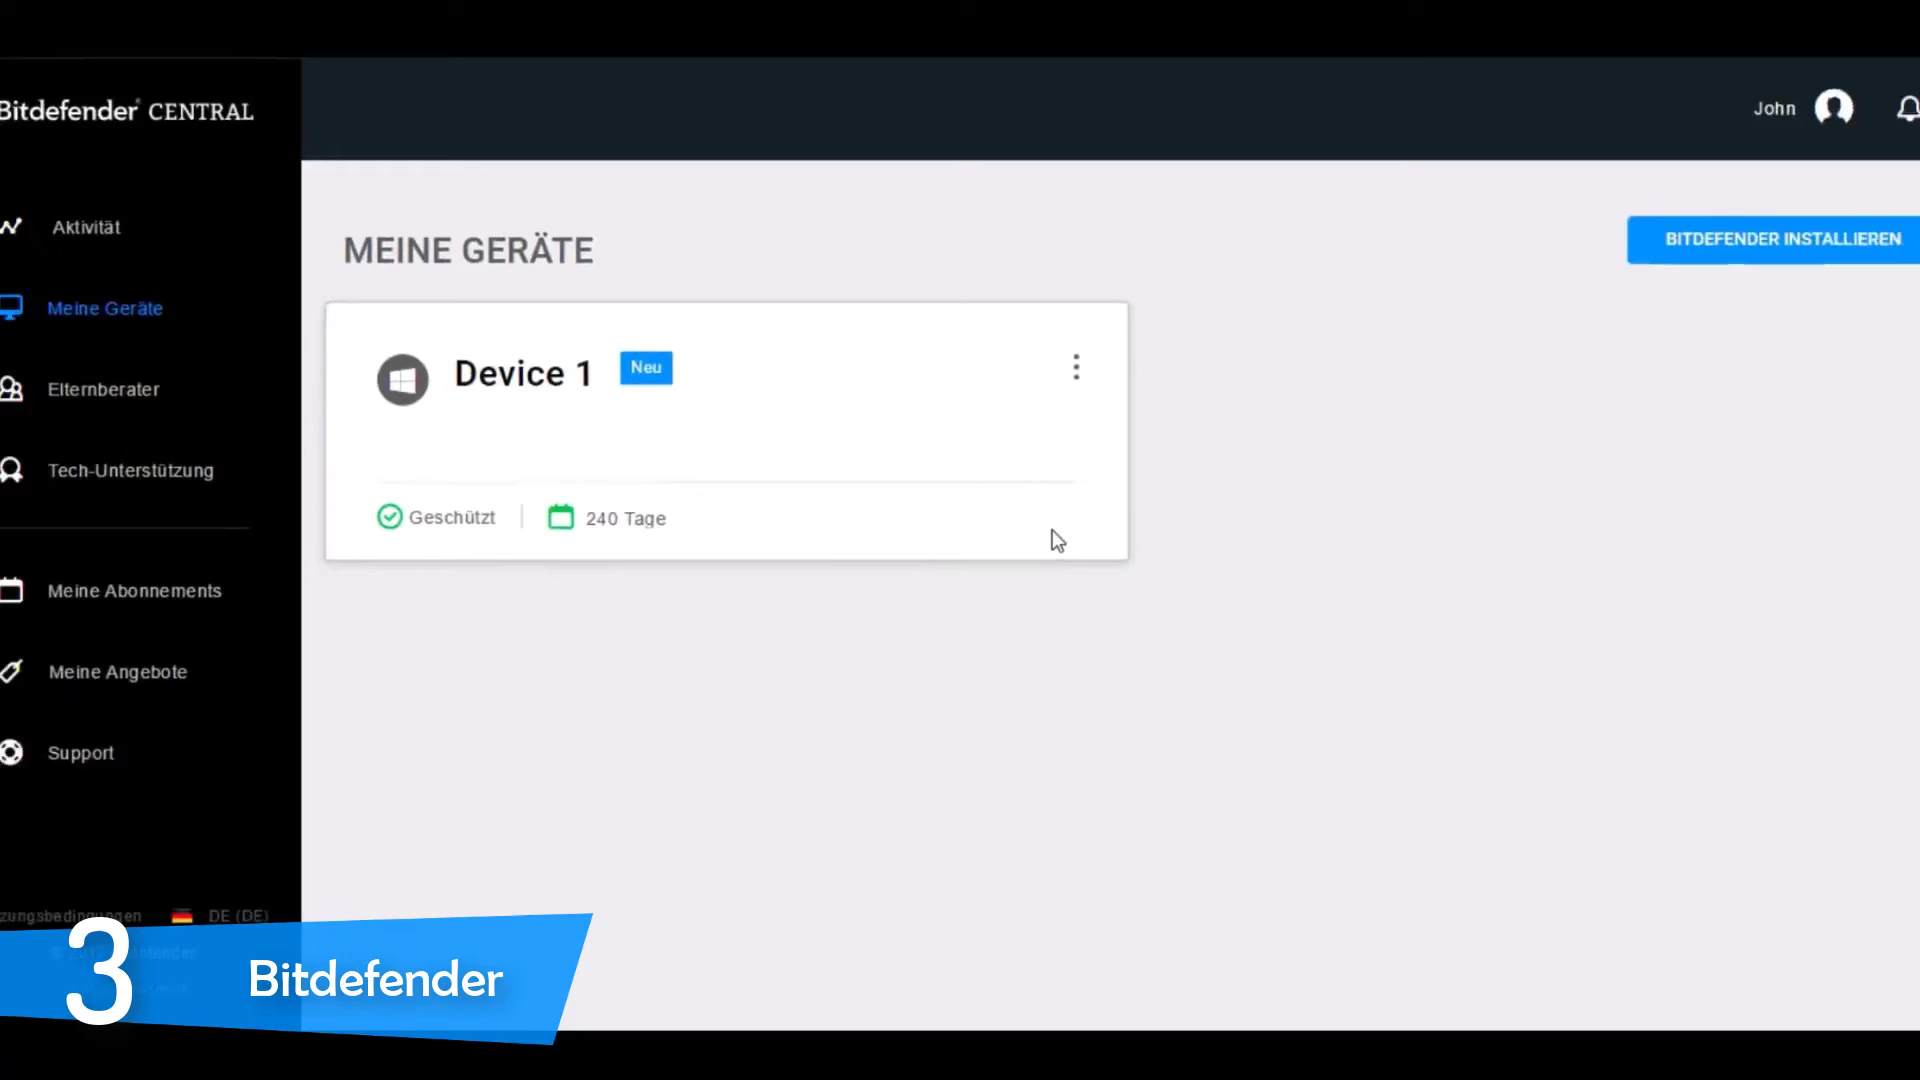 Bitdefender CENTRAL
John
Aktivität
Meine Geräte
Elternberater
Tech-Unterstützung
Meine Abonnements
Meine Angebote
Support
DE (DE)
MEINE GERÄTE
BITDEFENDER INSTALLIEREN
Device 1
Neu
Geschützt
240 Tage
3
Bitdefender